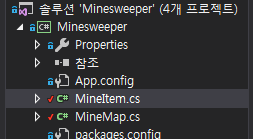 솔루션 'Minesweeper' (4개 프로젝트)
C# Minesweeper
Properties
참조
App.config
C# MineItem.cs
C# MineMap.cs
packages.config